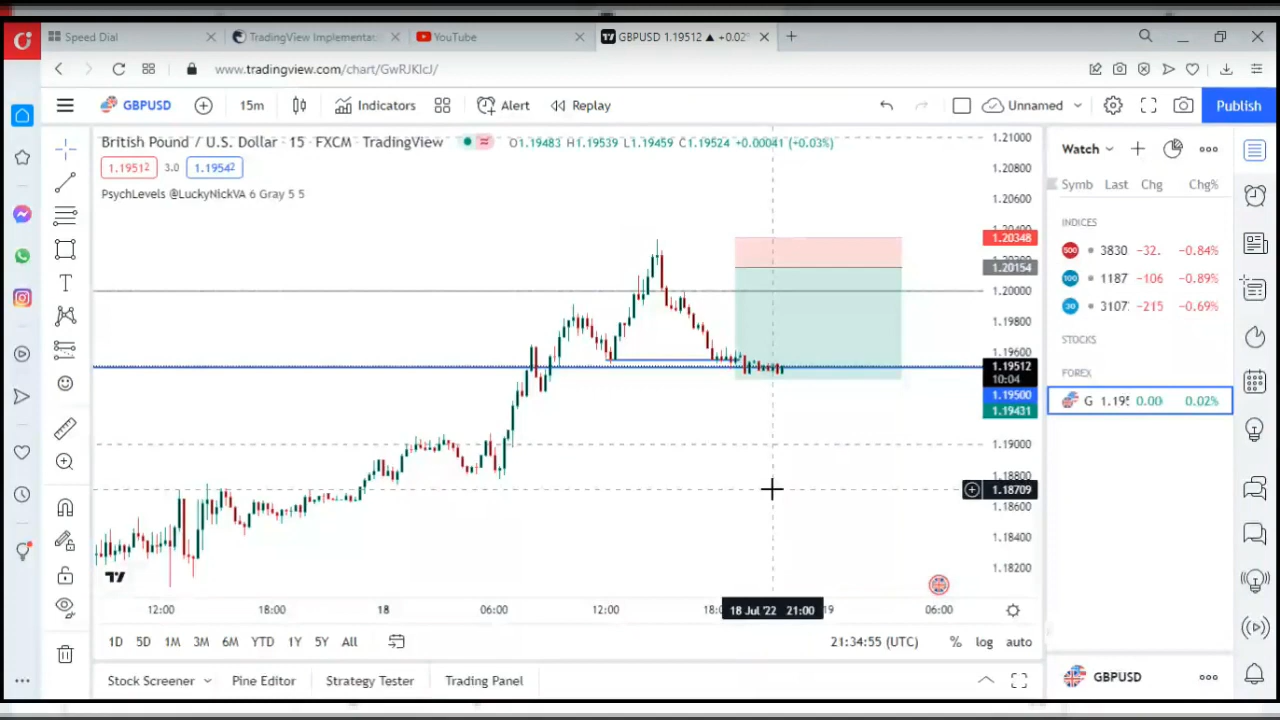 Speed Dial
TradingView Implementat
YouTube
GBPUSD 1.19512 ▲ +0.02
www.tradingview.com/chart/GwRJKlcJ/
GBPUSD
15m
Indicators
Alert
Replay
Unnamed
Publish
British Pound / U.S. Dollar · 15 · FXCM · TradingView
O1.19483 H1.19539 L1.19459 C1.19524 +0.00041 (+0.03%)
1.19512
3.0
1.19542
PsychLevels @LuckyNickVA 6 Gray 5 5
1.21000
1.20800
1.20600
1.20348
1.20154
1.20000
1.19800
1.19600
1.19512
10:04
1.19500
1.19431
1.19000
1.18800
1.18709
1.18600
1.18400
1.18200
12:00
18:00
18
06:00
12:00
18 Jul '22 21:00
19
06:00
1D
5D
1M
3M
6M
YTD
1Y
5Y
All
21:34:55 (UTC)
%
log
auto
Stock Screener
Pine Editor
Strategy Tester
Trading Panel
Watch
Symb Last Chg Chg%
INDICES
500 3830 -32. -0.84%
100 1187 -106 -0.89%
30 3107 -215 -0.69%
STOCKS
FOREX
G 1.195 0.00 0.02%
GBPUSD